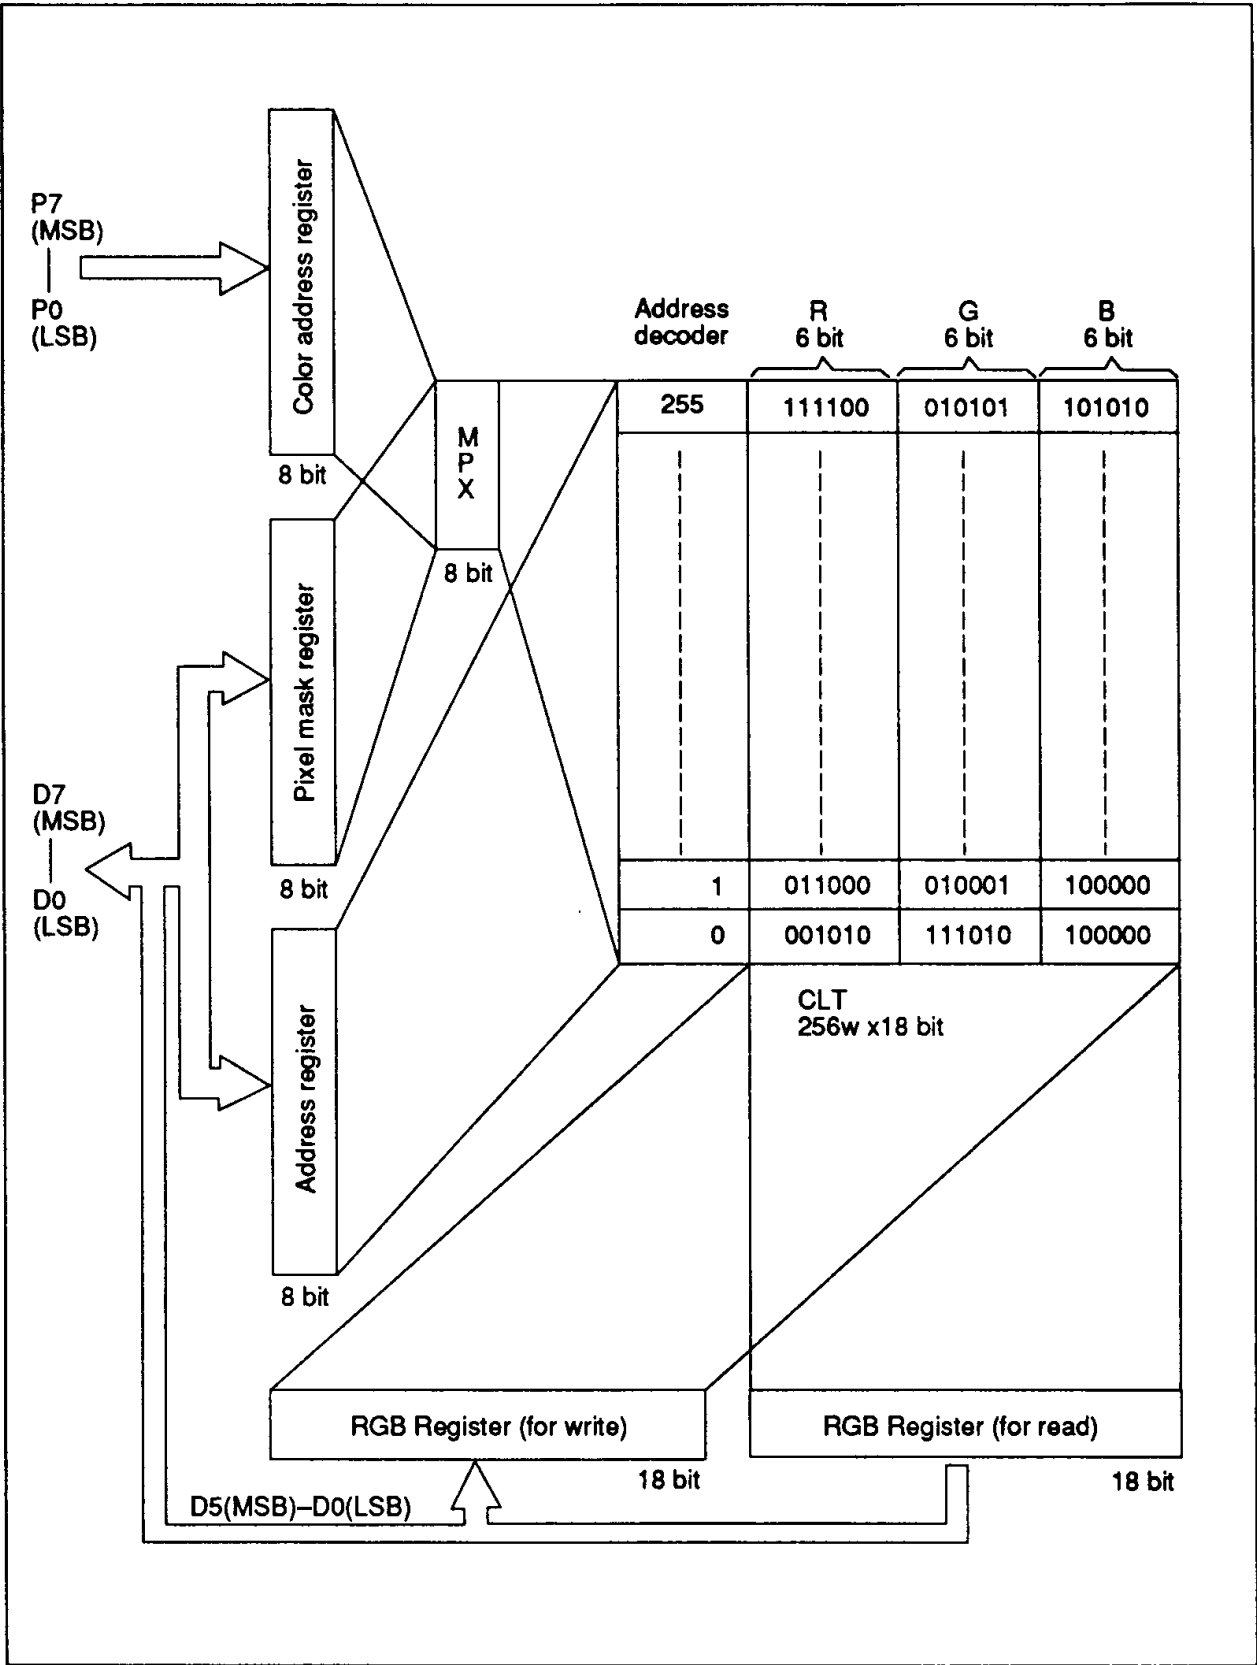 Color address register
P7
(MSB)
P0
(LSB)
8 bit
MPX
8 bit
Address
decoder
R
6 bit
G
6 bit
B
6 bit
255 111100 010101 101010
1 011000 010001 100000
0 001010 111010 100000
Pixel mask register
8 bit
D7
(MSB)
D0
(LSB)
Address register
8 bit
CLT
256w x18 bit
RGB Register (for write)
18 bit
RGB Register (for read)
18 bit
D5(MSB)–D0(LSB)